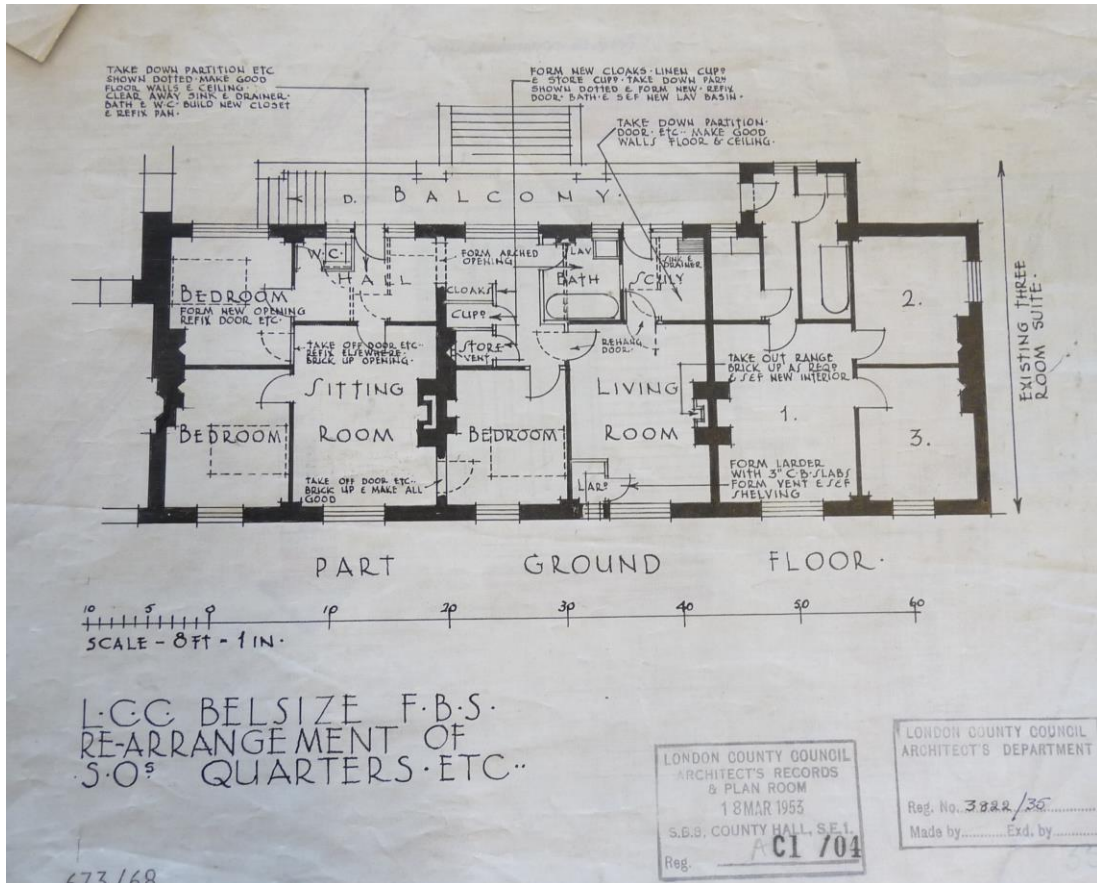 TAKE DOWN PARTITION ETC
SHOWN DOTTED·MAKE GOOD
FLOOR WALLS & CEILING·
CLEAR AWAY SINK & DRAINER·
BATH & W.C· BUILD NEW CLOSET
& REFIX PAN·
FORM NEW CLOAKS·LINEN CUPD
& STORE CUPD·TAKE DOWN PARN
SHOWN DOTTED & FORM NEW·REFIX
DOOR·BATH·& S&F NEW LAV BASIN·
TAKE DOWN PARTITION·
DOOR·ETC·· MAKE GOOD
WALLS FLOOR & CEILING·
D.
BALCONY·
W.C.
HALL
FORM ARCHED
OPENING
LAV
BATH
SINK &
DRAINER
SCʟʏ
CLOAKS
CUPD
STORE
VENT
REHANG
DOOR
BEDROOM
FORM NEW OPENING
REFIX DOOR ETC·
TAKE OFF DOOR ETC··
REFIX ELSEWHERE·
BRICK UP OPENING·
SITTING
ROOM
BEDROOM
TAKE OFF DOOR ETC··
BRICK UP & MAKE ALL
GOOD
BEDROOM
LIVING
ROOM
LARD
TAKE OUT RANGE
BRICK UP AS REQD
& S&F NEW INTERIOR
1.
2.
3.
FORM LARDER
WITH 3" C·B·SLABS
FORM VENT & S&F
SHELVING
EXISTING THREE
ROOM SUITE·
PART GROUND FLOOR·
10 5 0 10 20 30 40 50 60
SCALE - 8 FT - 1 IN·
L·C·C BELSIZE F·B·S·
RE-ARRANGEMENT OF
·S·Os QUARTERS·ETC··
LONDON COUNTY COUNCIL
ARCHITECT'S RECORDS
& PLAN ROOM
18 MAR 1953
S.B.9. COUNTY HALL, S.E.1.
Reg. AC1 /04
LONDON COUNTY COUNCIL
ARCHITECT'S DEPARTMENT
Reg. No. 3822/35
Made by.........Exd. by.........
673/68